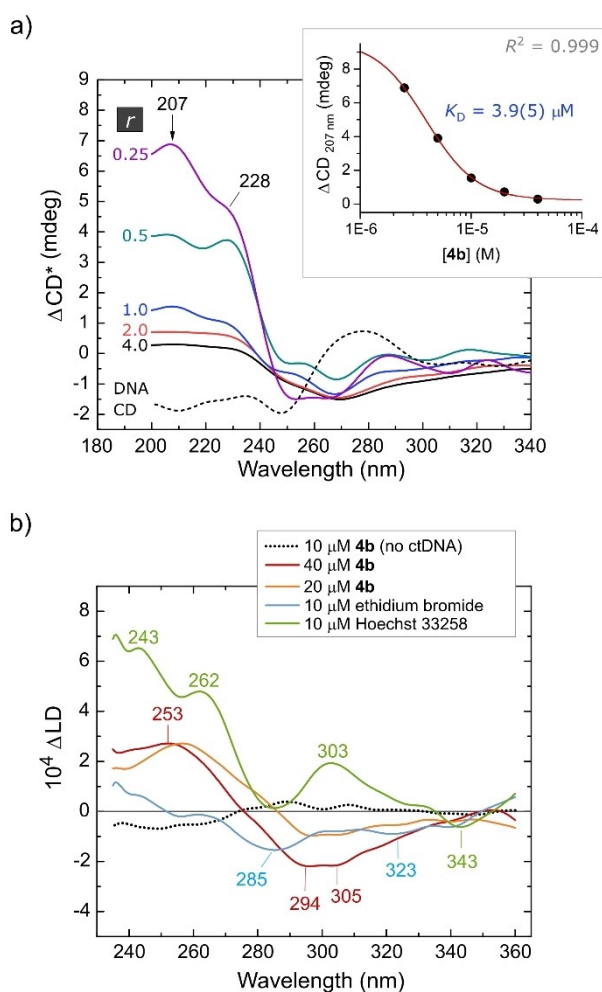 a)
R² = 0.999
K_D = 3.9(5) μM
ΔCD 207 nm (mdeg)
8
6
4
2
0
1E-6
1E-5
1E-4
[4b] (M)
9
8
7
6
5
4
3
2
1
0
-1
-2
ΔCD* (mdeg)
r
207
0.25
228
0.5
1.0
2.0
4.0
DNA
CD
180 200 220 240 260 280 300 320 340
Wavelength (nm)
b)
10 μM 4b (no ctDNA)
40 μM 4b
20 μM 4b
10 μM ethidium bromide
10 μM Hoechst 33258
8
6
4
2
0
-2
-4
10⁴ ΔLD
243
262
253
303
285
294
305
323
343
240 260 280 300 320 340 360
Wavelength (nm)